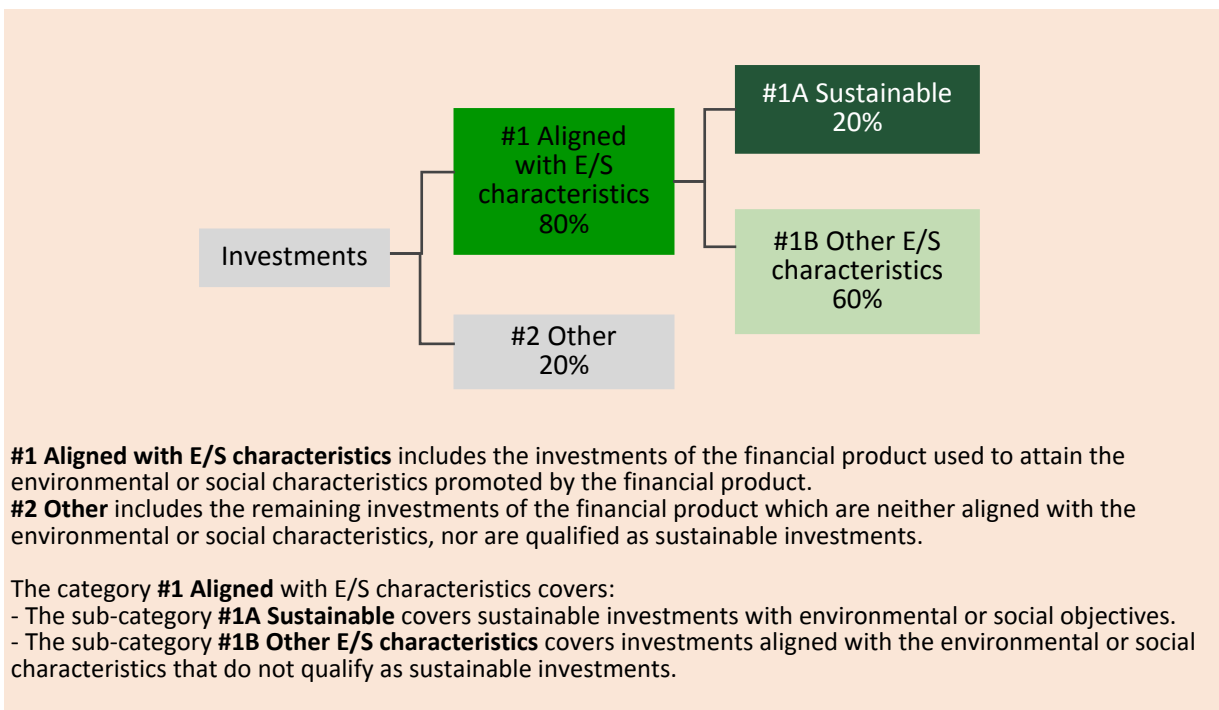 #1A Sustainable
20%
#1 Aligned
with E/S
characteristics
80%
#1B Other E/S
characteristics
60%
Investments
#2 Other
20%
#1 Aligned with E/S characteristics includes the investments of the financial product used to attain the
environmental or social characteristics promoted by the financial product.
#2 Other includes the remaining investments of the financial product which are neither aligned with the
environmental or social characteristics, nor are qualified as sustainable investments.
The category #1 Aligned with E/S characteristics covers:
- The sub-category #1A Sustainable covers sustainable investments with environmental or social objectives.
- The sub-category #1B Other E/S characteristics covers investments aligned with the environmental or social
characteristics that do not qualify as sustainable investments.